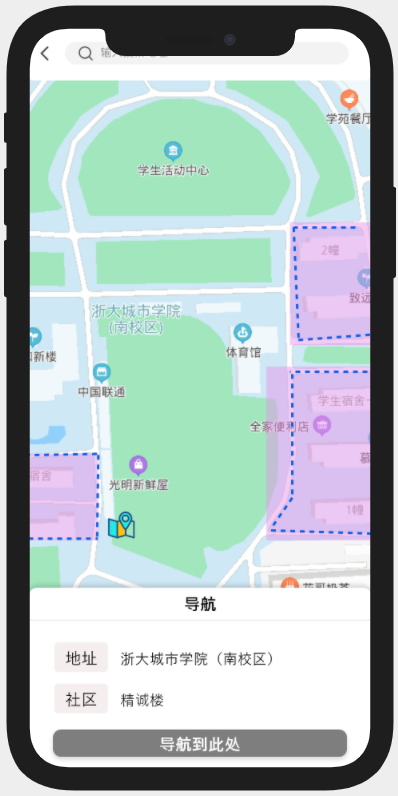 学苑餐厅
学生活动中心
2幢
致远
浙大城市学院
(南校区)
体育馆
和新楼
中国联通
学生宿舍
全家便利店
宿舍
光明新鲜屋
1幢
导航
地址 浙大城市学院（南校区）
社区 精诚楼
导航到此处